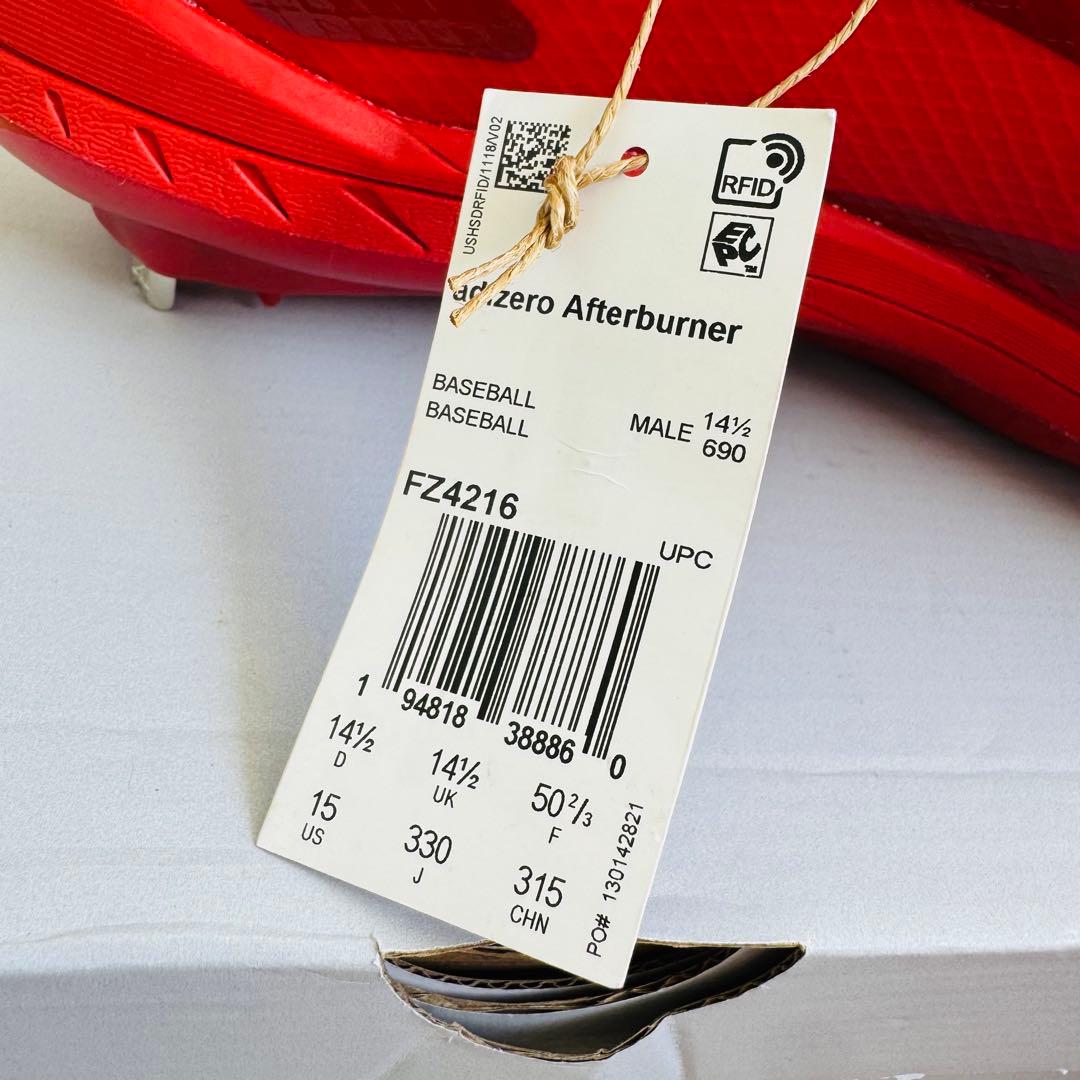 USHSDRFID/1118/V02
RFID
EPC™
adizero Afterburner
BASEBALL
BASEBALL
MALE 14½
690
FZ4216
UPC
1 94818 38886 0
14½ 14½ 50⅔
D UK F
15 330 315
US J CHN
PO# 130142821